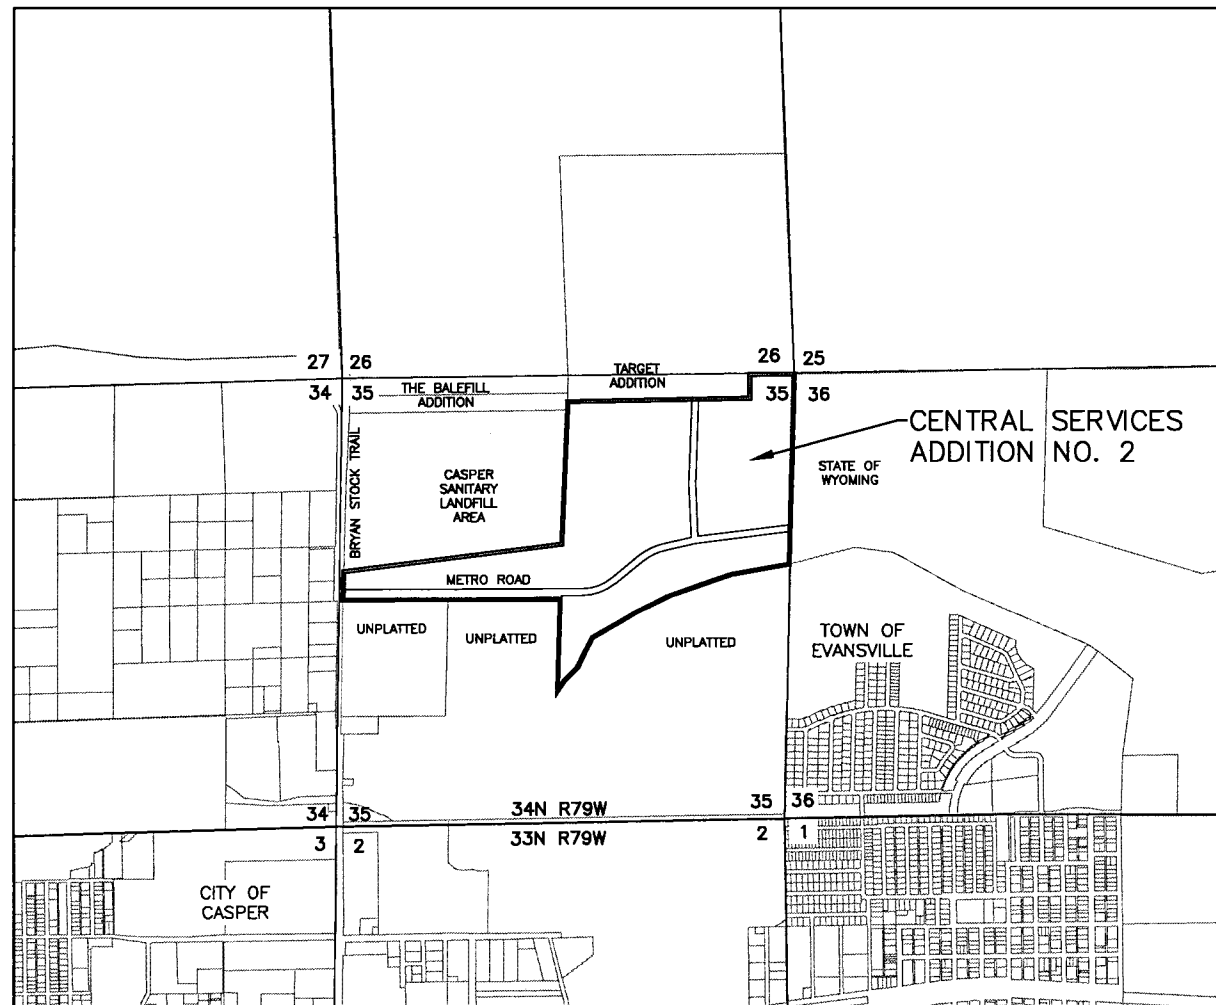 27
26
26
25
34
35
35
36
THE BALEFILL
ADDITION
TARGET
ADDITION
CENTRAL SERVICES
ADDITION NO. 2
BRYAN STOCK TRAIL
CASPER
SANITARY
LANDFILL
AREA
STATE OF
WYOMING
METRO ROAD
UNPLATTED
UNPLATTED
UNPLATTED
TOWN OF
EVANSVILLE
34
35
34N R79W
35
36
3
2
33N R79W
2
1
CITY OF
CASPER